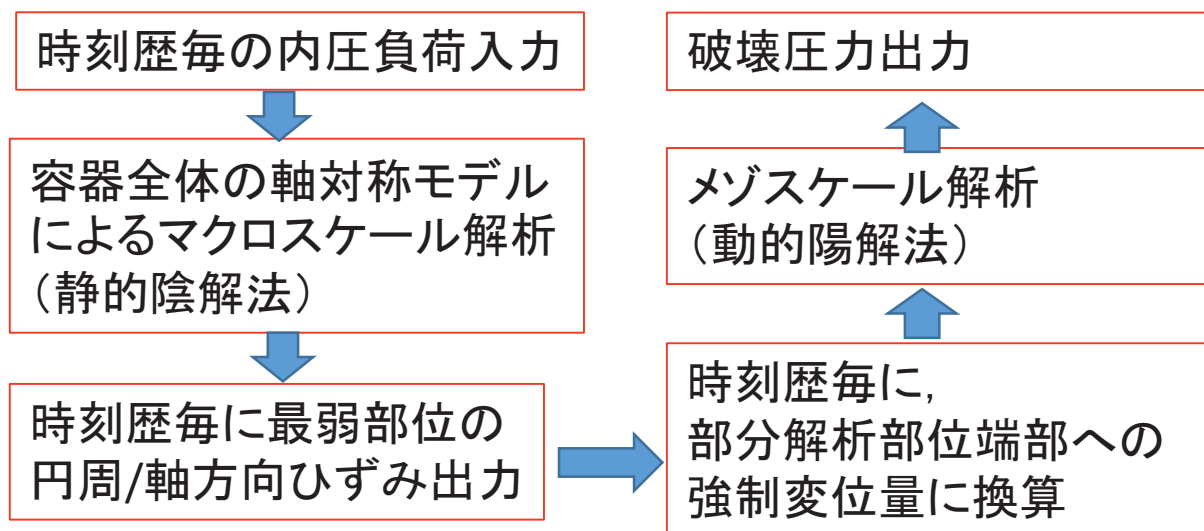 時刻歴毎の内圧負荷入力
容器全体の軸対称モデル
によるマクロスケール解析
（静的陰解法）
時刻歴毎に最弱部位の
円周/軸方向ひずみ出力
時刻歴毎に,
部分解析部位端部への
強制変位量に換算
メゾスケール解析
（動的陽解法）
破壊圧力出力